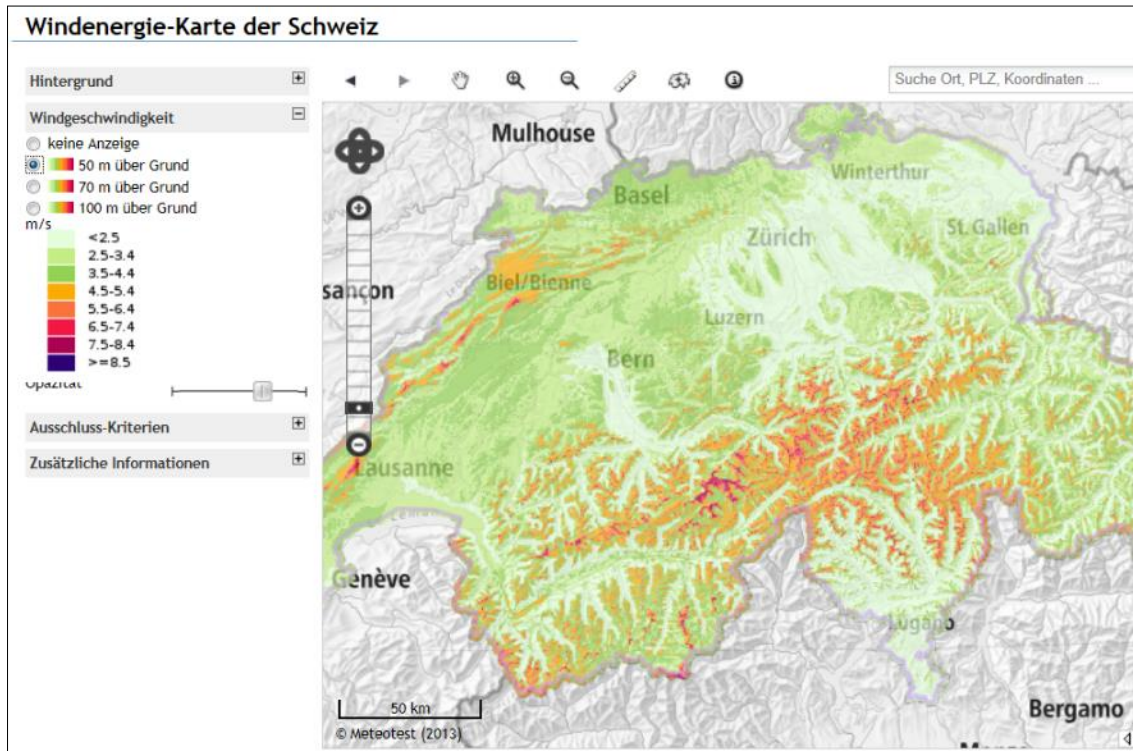 Windenergie-Karte der Schweiz
Hintergrund
Windgeschwindigkeit
keine Anzeige
50 m über Grund
70 m über Grund
100 m über Grund
m/s
<2.5
2.5-3.4
3.5-4.4
4.5-5.4
5.5-6.4
6.5-7.4
7.5-8.4
>=8.5
Opazität
Ausschluss-Kriterien
Zusätzliche Informationen
Suche Ort, PLZ, Koordinaten ...
Mulhouse
Winterthur
Basel
Zürich
St. Gallen
Biel/Bienne
sançon
Luzern
Bern
Lausanne
Genève
Lugano
Bergamo
50 km
© Meteotest (2013)